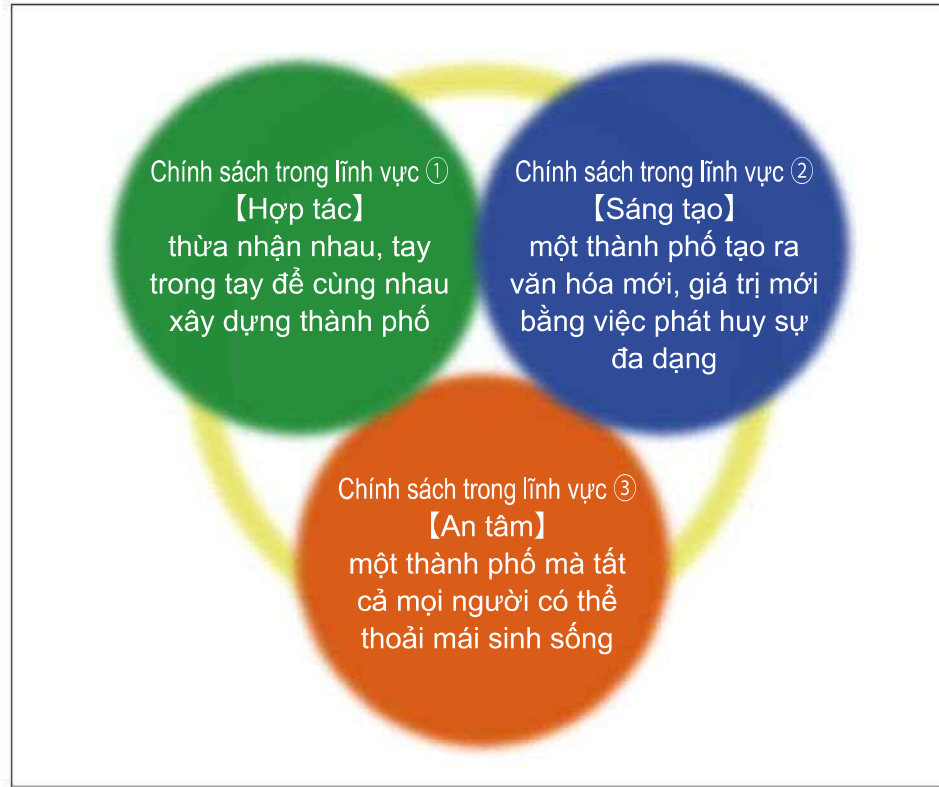 Chính sách trong lĩnh vực ①
【Hợp tác】
thừa nhận nhau, tay
trong tay để cùng nhau
xây dựng thành phố
Chính sách trong lĩnh vực ②
【Sáng tạo】
một thành phố tạo ra
văn hóa mới, giá trị mới
bằng việc phát huy sự
đa dạng
Chính sách trong lĩnh vực ③
【An tâm】
một thành phố mà tất
cả mọi người có thể
thoải mái sinh sống